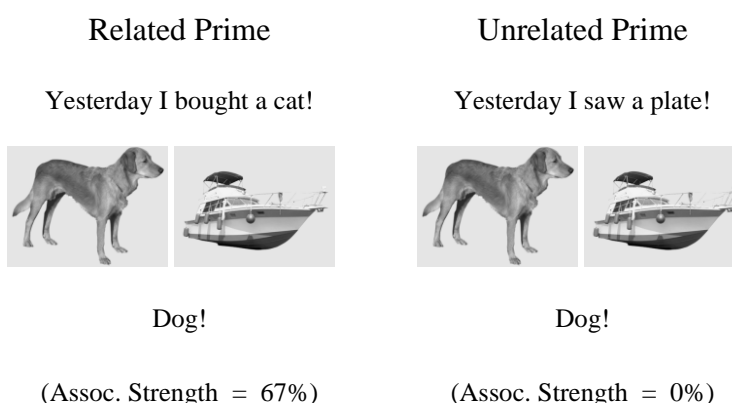 Related Prime
Yesterday I bought a cat!
Dog!
(Assoc. Strength = 67%)
Unrelated Prime
Yesterday I saw a plate!
Dog!
(Assoc. Strength = 0%)